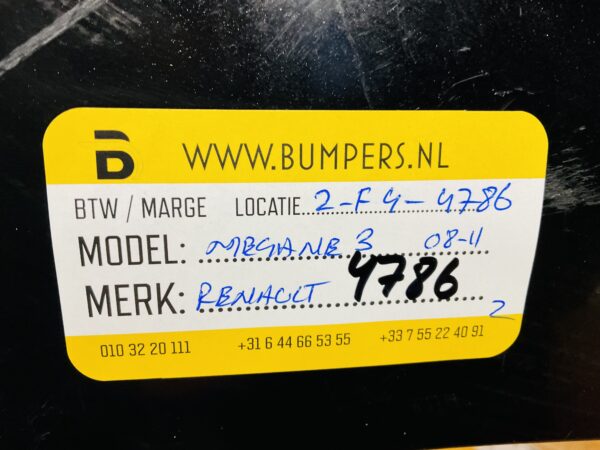 B WWW.BUMPERS.NL
BTW / MARGE LOCATIE 2-F4-4786
MODEL: MEGANE 3 08-11
MERK: RENAULT 4786 2
010 32 20 111 +31 6 44 66 53 55 +33 7 55 22 40 91